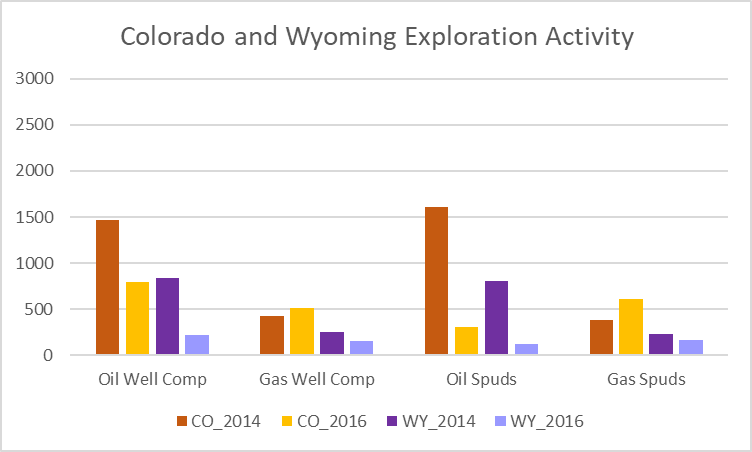 Colorado and Wyoming Exploration Activity
3000
2500
2000
1500
1000
500
0
Oil Well Comp Gas Well Comp Oil Spuds Gas Spuds
CO_2014 CO_2016 WY_2014 WY_2016